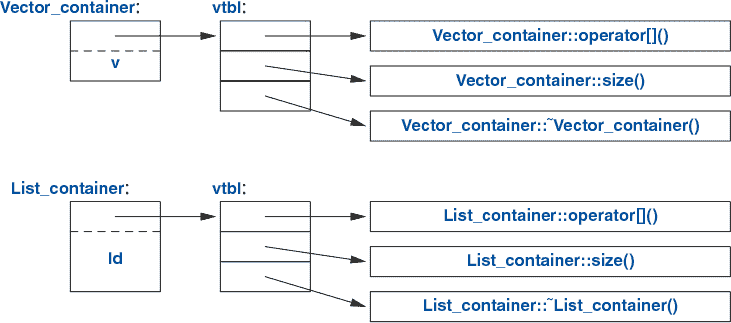 Vector_container:
vtbl:
Vector_container::operator[]()
v
Vector_container::size()
Vector_container::˜Vector_container()
List_container:
vtbl:
List_container::operator[]()
ld
List_container::size()
List_container::˜List_container()